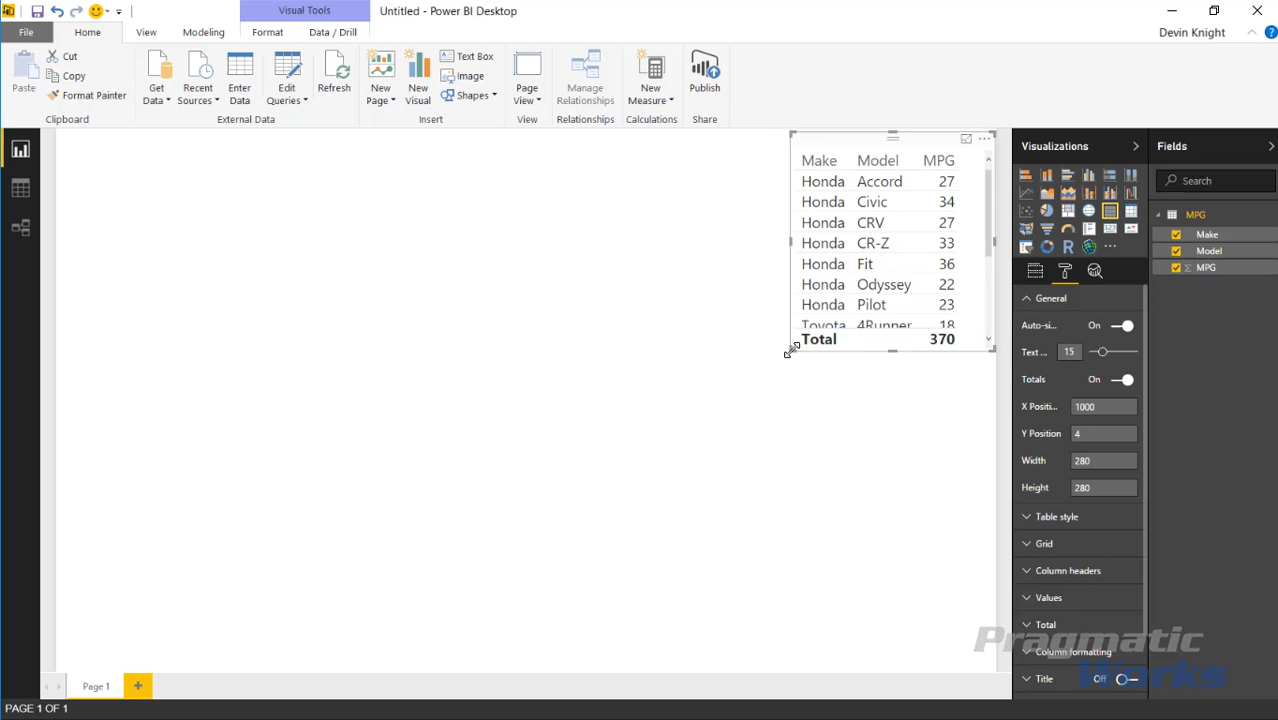 Visual Tools
Untitled - Power BI Desktop
File
Home
View
Modeling
Format
Data / Drill
Devin Knight
?
Paste
Cut
Copy
Format Painter
Clipboard
Get Data
Recent Sources
Enter Data
Edit Queries
Refresh
External Data
New Page
New Visual
Text Box
Image
Shapes
Insert
Page View
View
Manage Relationships
Relationships
New Measure
Calculations
Publish
Share
Make Model MPG
Honda Accord 27
Honda Civic 34
Honda CRV 27
Honda CR-Z 33
Honda Fit 36
Honda Odyssey 22
Honda Pilot 23
Toyota 4Runner 18
Total 370
Visualizations
R
General
Auto-si... On
Text ... 15
Totals On
X Positi... 1000
Y Position 4
Width 280
Height 280
Table style
Grid
Column headers
Values
Total
Column formatting
Title Off
Fields
Search
MPG
Make
Model
Σ MPG
Pragmatic
Works
Page 1
PAGE 1 OF 1